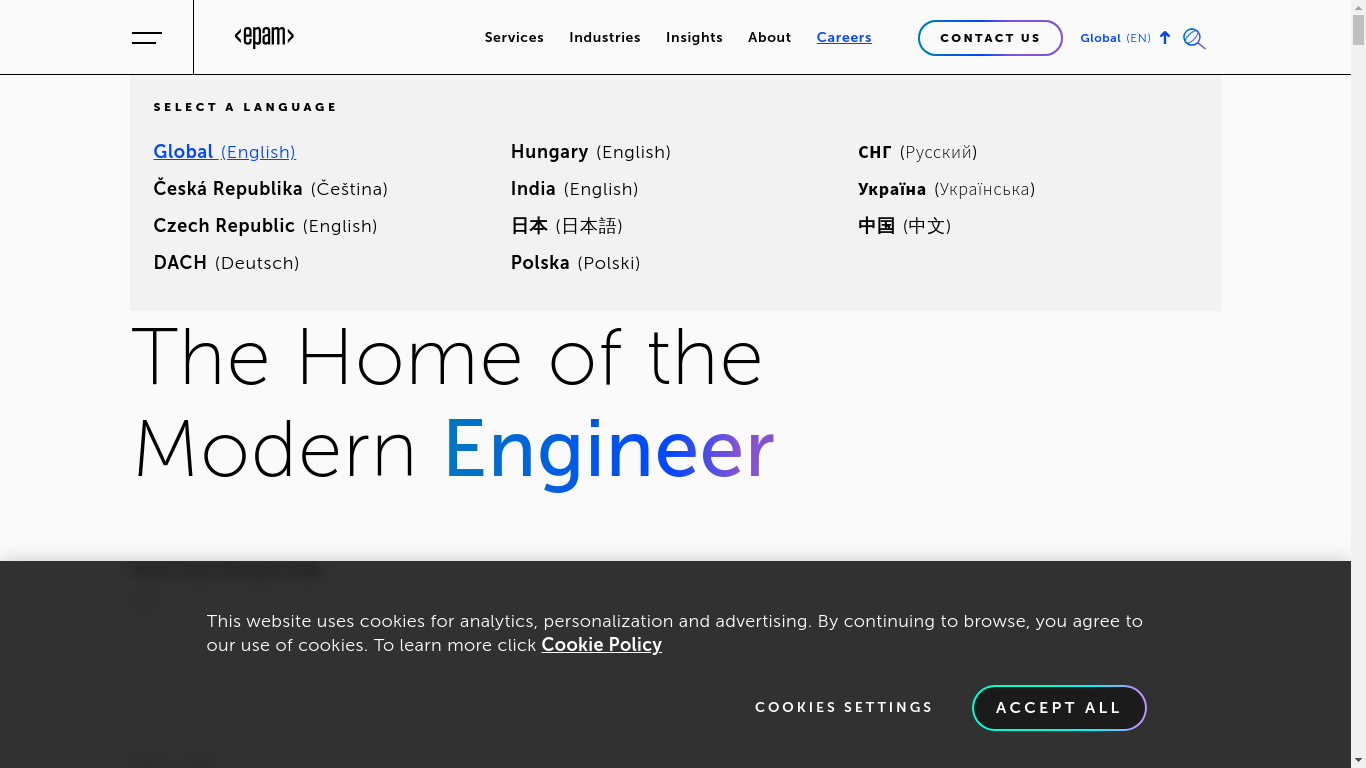 <epam>
Services Industries Insights About Careers
CONTACT US
Global (EN)
SELECT A LANGUAGE
Global (English)
Česká Republika (Čeština)
Czech Republic (English)
DACH (Deutsch)
Hungary (English)
India (English)
日本 (日本語)
Polska (Polski)
СНГ (Русский)
Україна (Українська)
中国 (中文)
The Home of the
Modern Engineer
This website uses cookies for analytics, personalization and advertising. By continuing to browse, you agree to
our use of cookies. To learn more click Cookie Policy
COOKIES SETTINGS
ACCEPT ALL